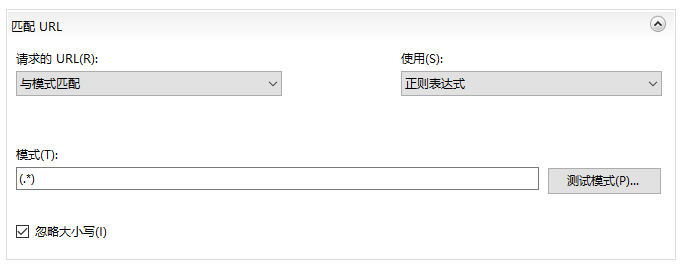 匹配 URL
请求的 URL(R):
使用(S):
与模式匹配
正则表达式
模式(T):
(.*)
测试模式(P)...
忽略大小写(I)